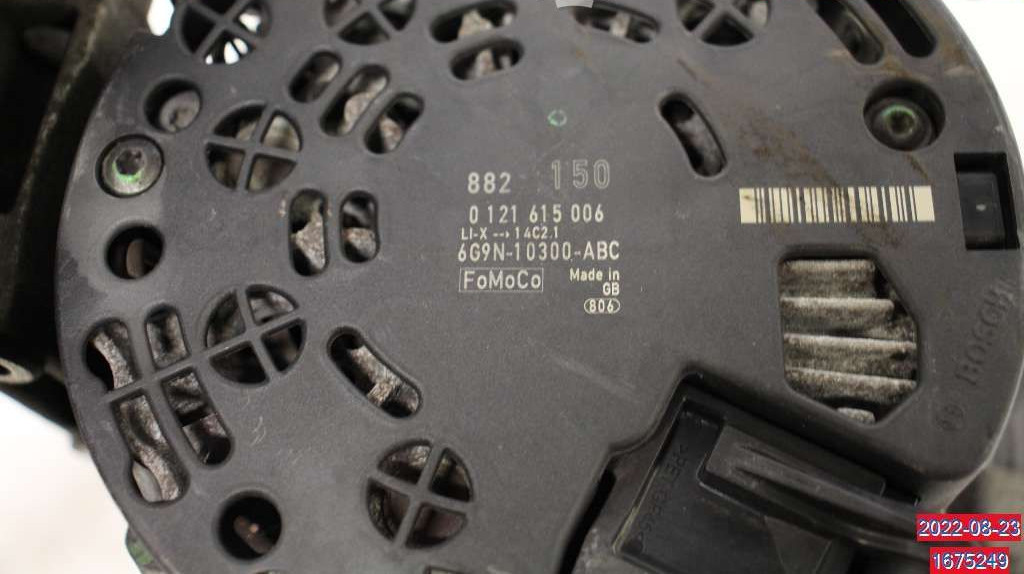 882 150
0 121 615 006
LI-X --> 14C2.1
6G9N-10300-ABC
FoMoCo
Made in
GB
806
BOSCH
2022-08-23
1675249